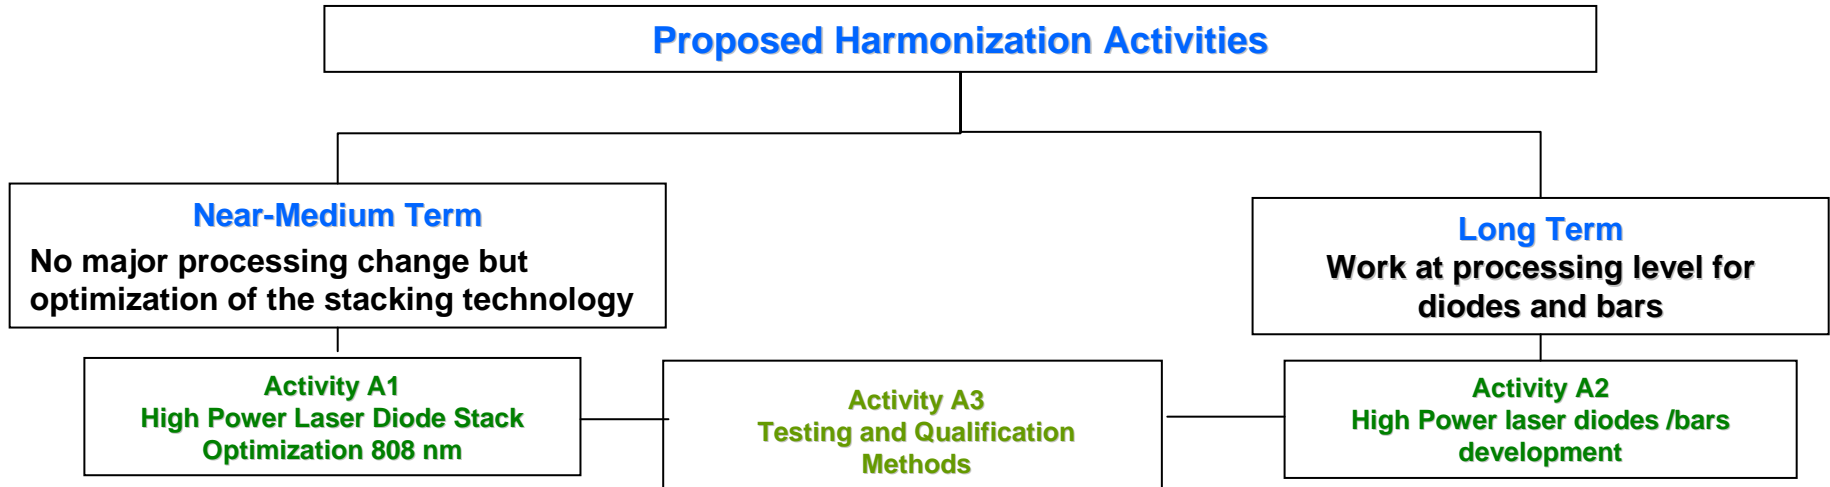 Proposed Harmonization Activities
Near-Medium Term
No major processing change but
optimization of the stacking technology
Long Term
Work at processing level for
diodes and bars
Activity A1
High Power Laser Diode Stack
Optimization 808 nm
Activity A3
Testing and Qualification
Methods
Activity A2
High Power laser diodes /bars
development